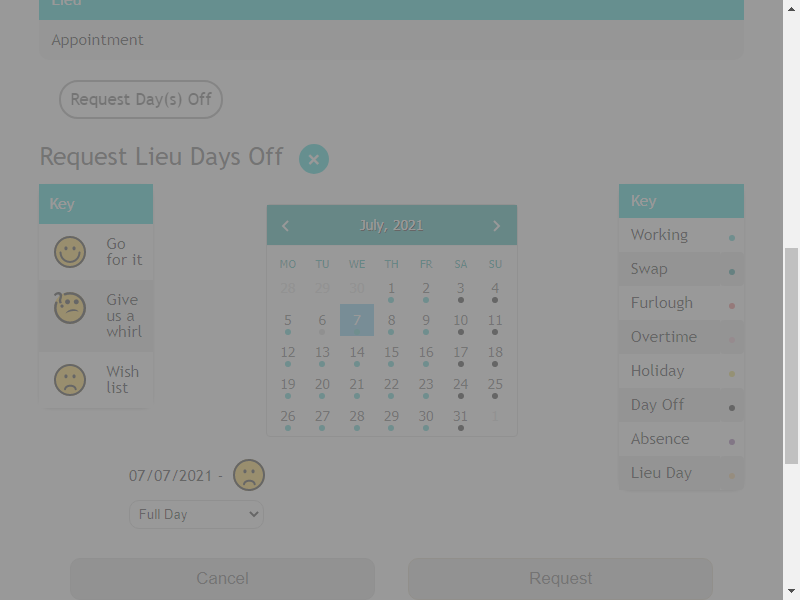 Lieu
Appointment
Request Day(s) Off
Request Lieu Days Off
Key
Go
for it
Give
us a
whirl
Wish
list
July, 2021
MO TU WE TH FR SA SU
28 29 30 1 2 3 4
5 6 7 8 9 10 11
12 13 14 15 16 17 18
19 20 21 22 23 24 25
26 27 28 29 30 31 1
Key
Working
Swap
Furlough
Overtime
Holiday
Day Off
Absence
Lieu Day
07/07/2021 -
Full Day
Cancel
Request